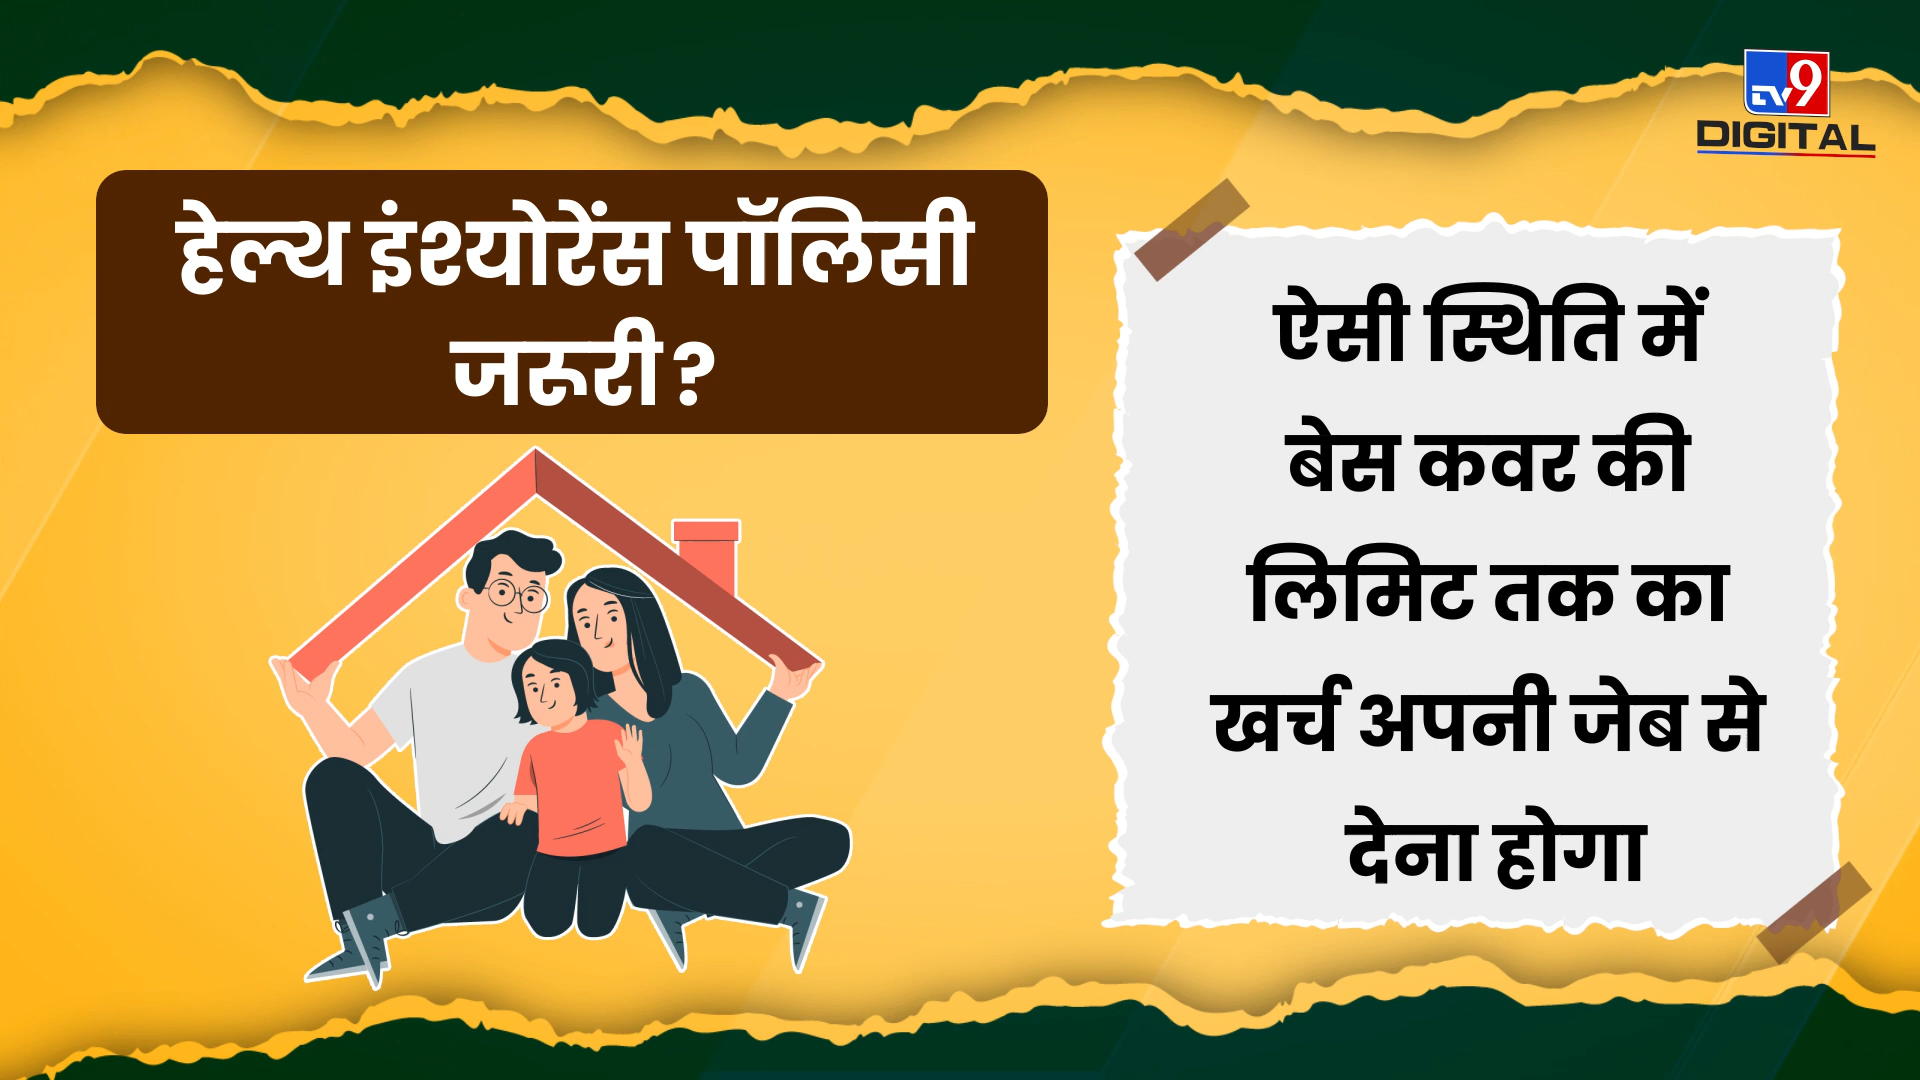 TV9
DIGITAL
हेल्थ इंश्योरेंस पॉलिसी
जरूरी?
ऐसी स्थिति में
बेस कवर की
लिमिट तक का
खर्च अपनी जेब से
देना होगा